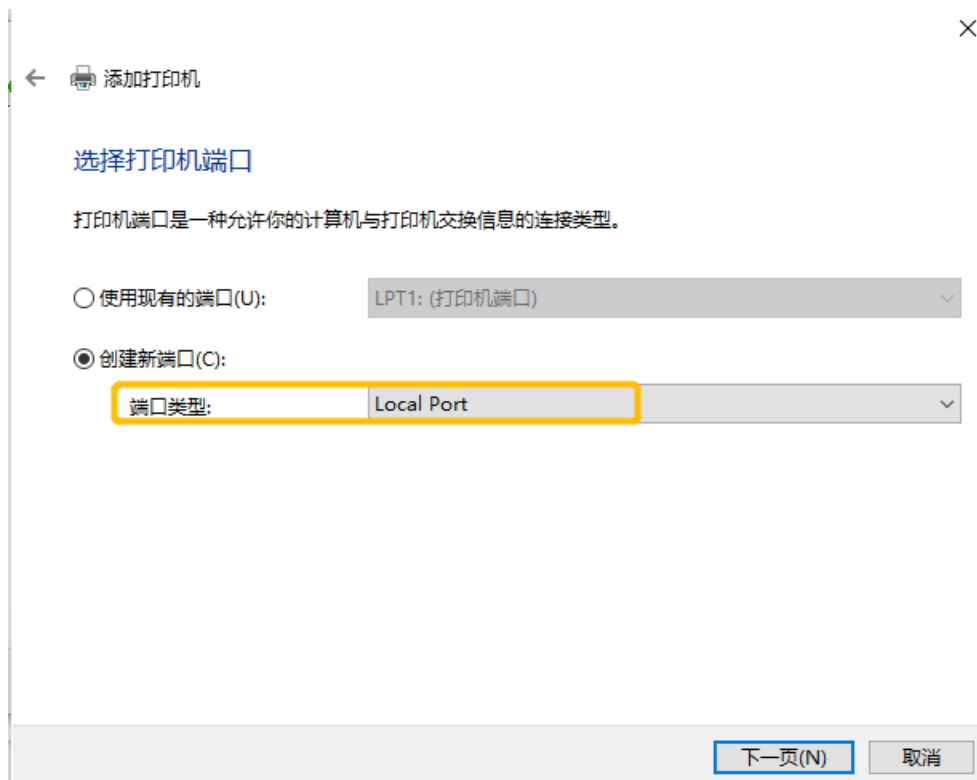 添加打印机
选择打印机端口
打印机端口是一种允许你的计算机与打印机交换信息的连接类型。
使用现有的端口(U): LPT1: (打印机端口)
创建新端口(C):
端口类型: Local Port
下一页(N) 取消